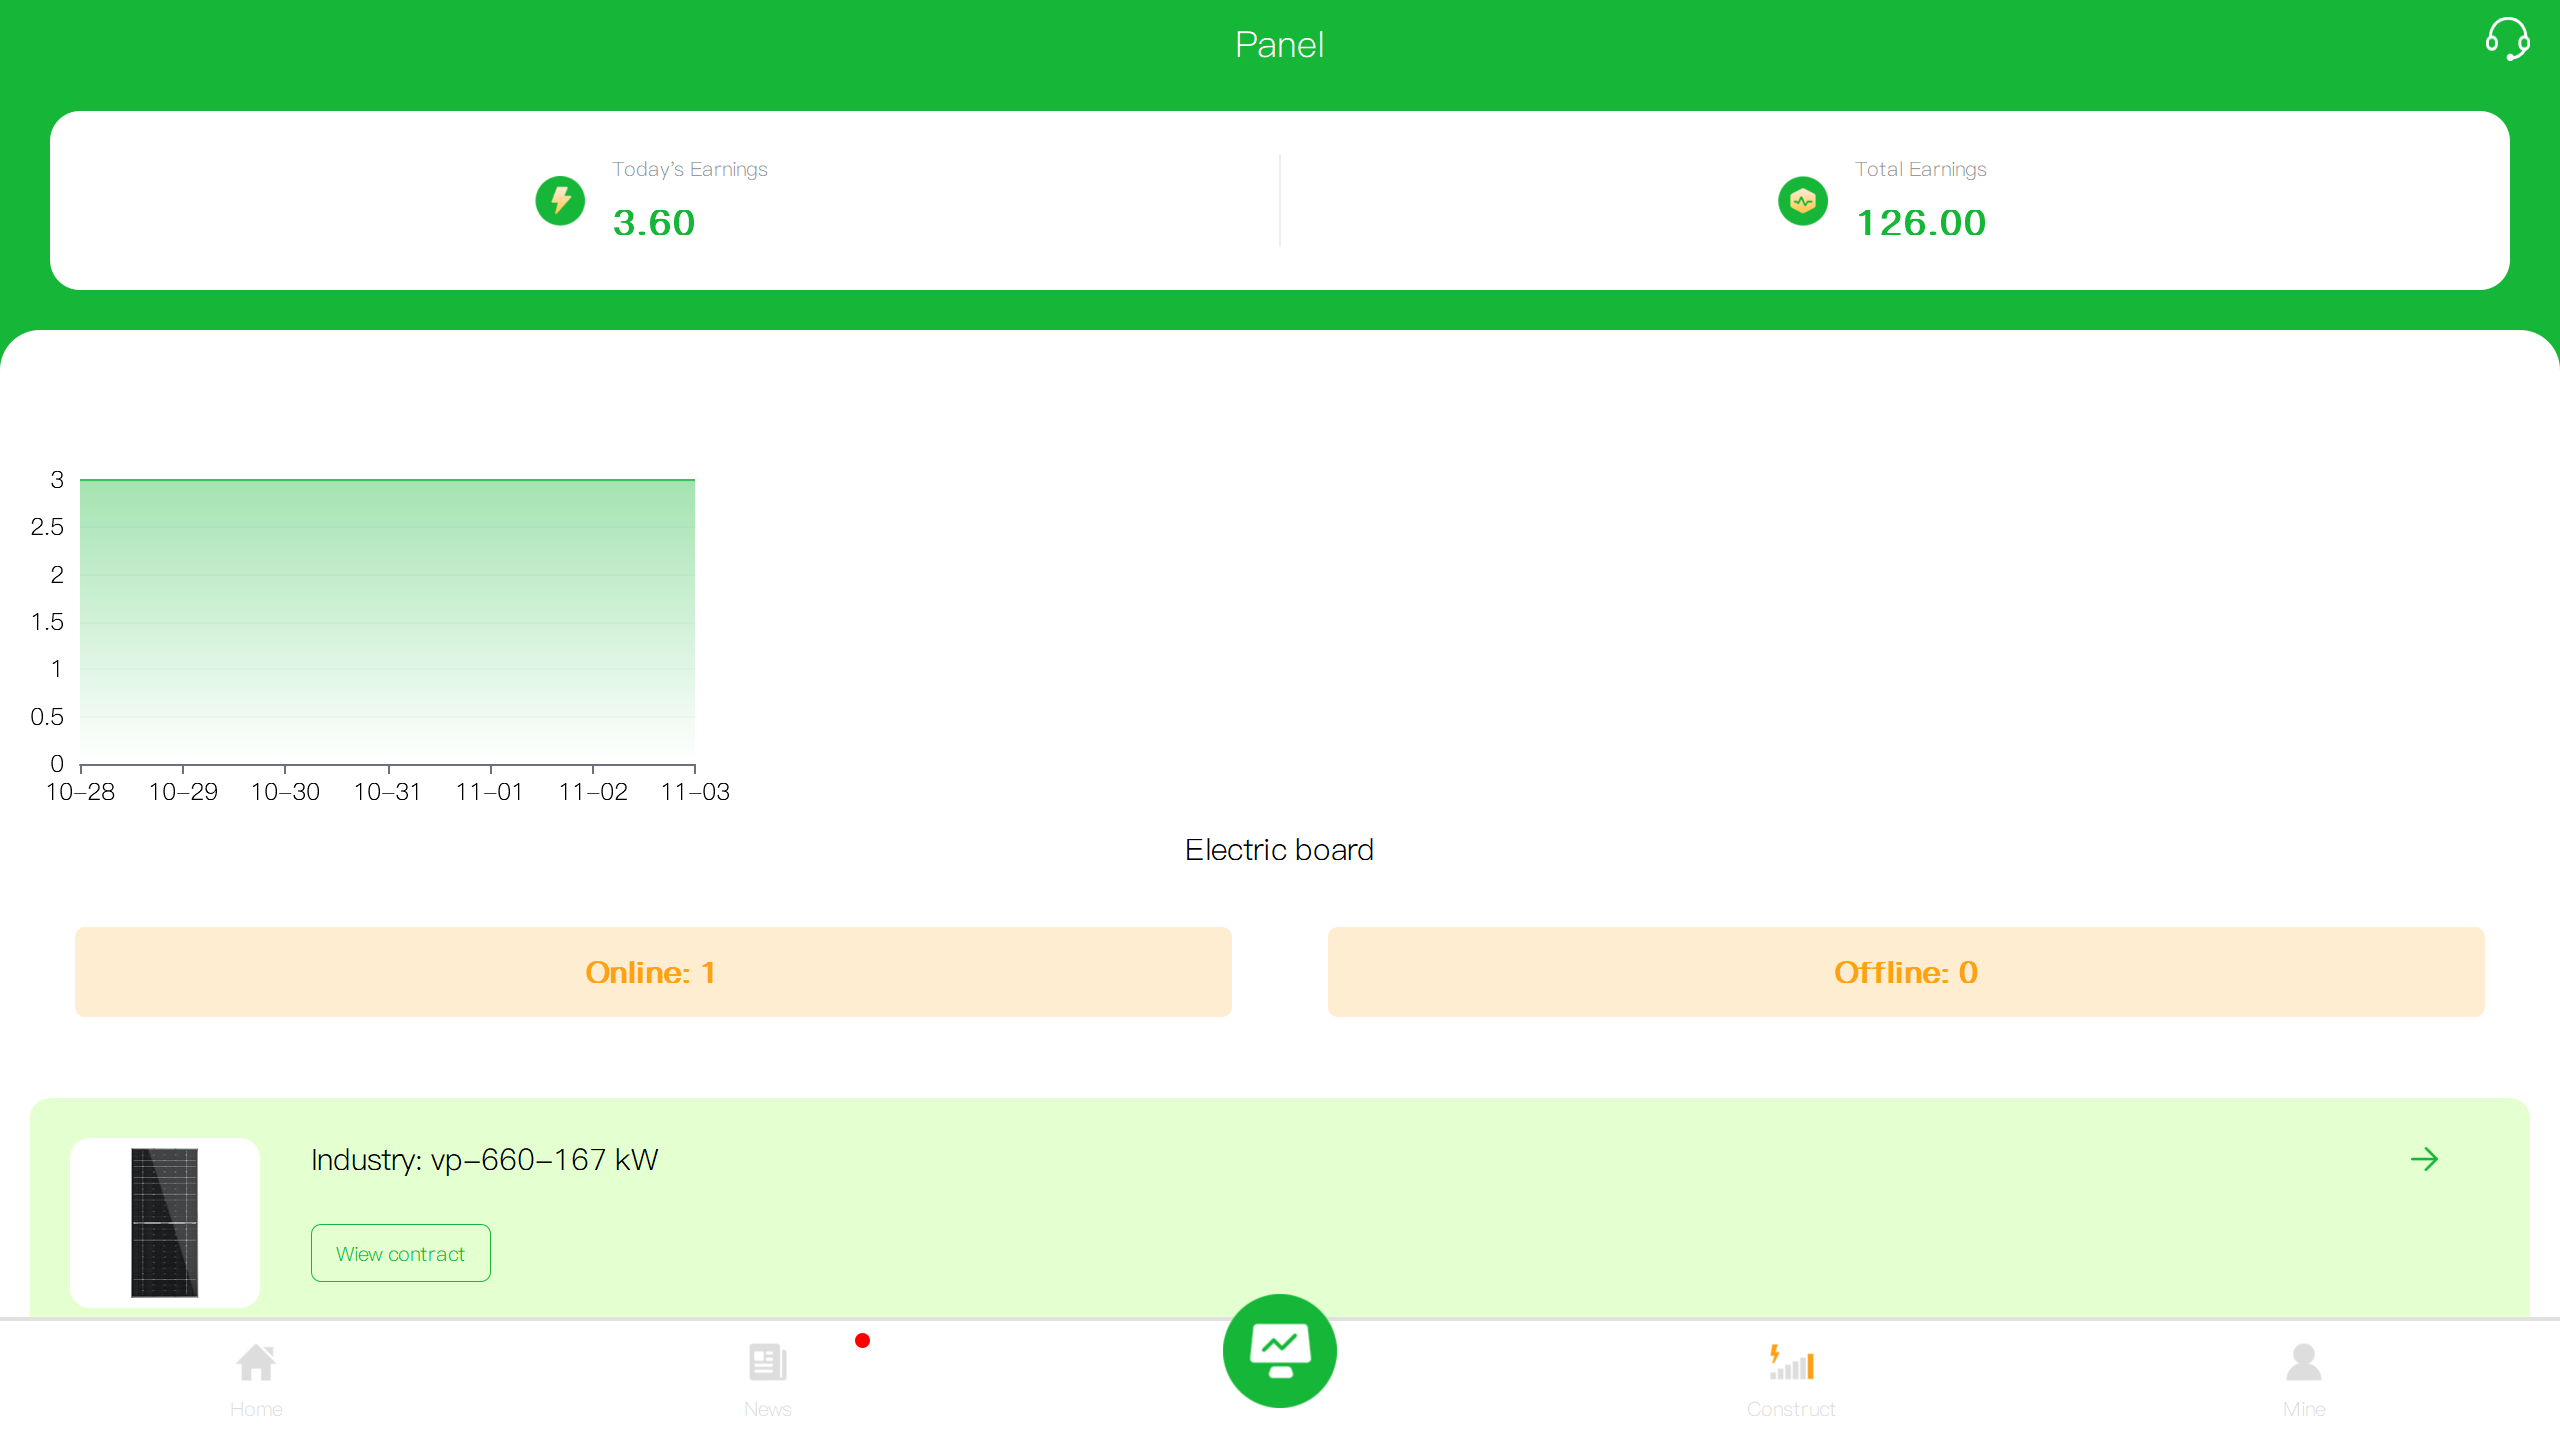 Panel
Today's Earnings
3.60
Total Earnings
126.00
3
2.5
2
1.5
1
0.5
0
10-28 10-29 10-30 10-31 11-01 11-02 11-03
Electric board
Online: 1
Offline: 0
Industry: vp-660-167 kW
Wiew contract
Home
News
Construct
Mine